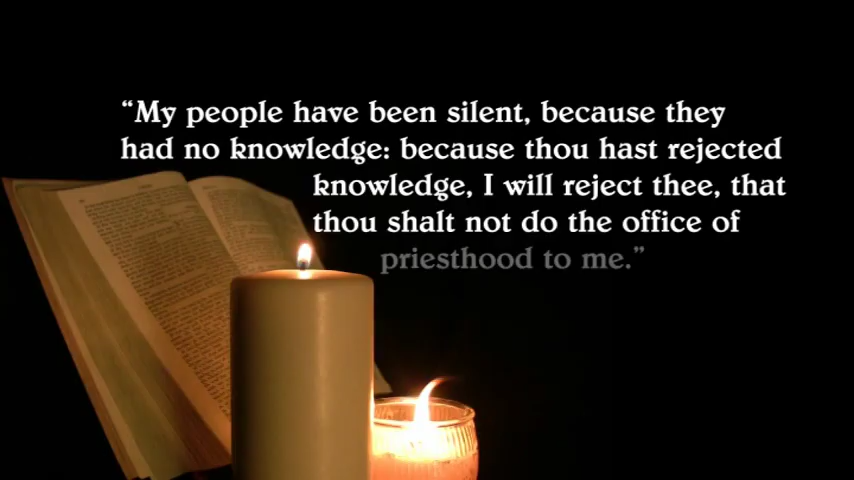 “My people have been silent, because they
had no knowledge: because thou hast rejected
knowledge, I will reject thee, that
thou shalt not do the office of
priesthood to me.”